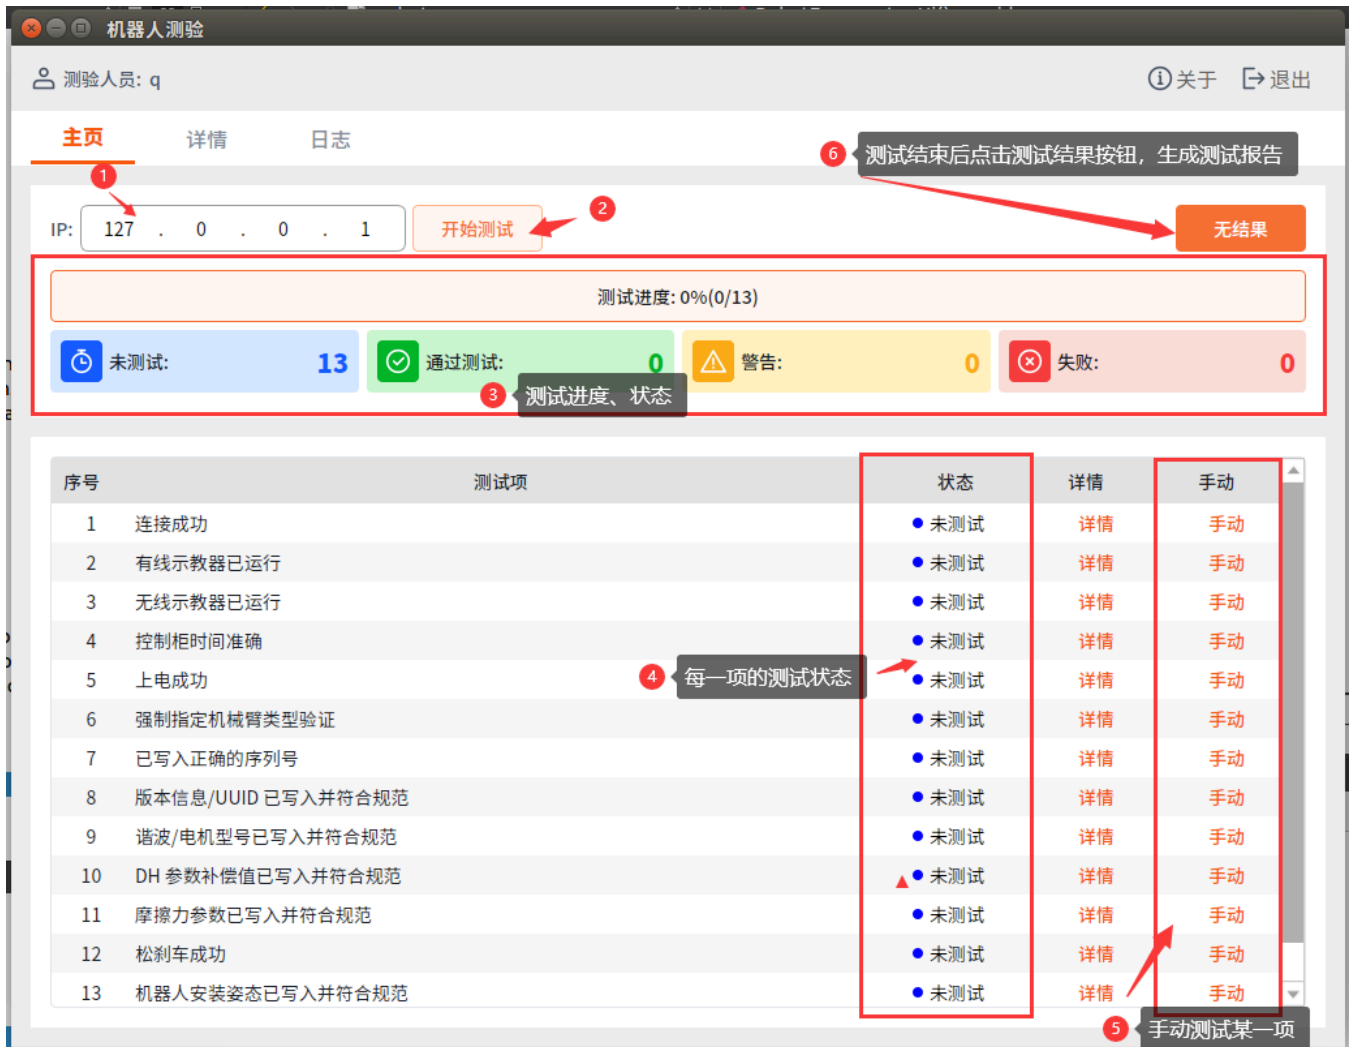 机器人测验
测验人员: q
关于 退出
主页 详情 日志
6 测试结束后点击测试结果按钮，生成测试报告
1
IP: 127 . 0 . 0 . 1 开始测试 2 无结果
测试进度: 0%(0/13)
未测试: 13 通过测试: 0 警告: 0 失败: 0
3 测试进度、状态
序号 测试项 状态 详情 手动
1 连接成功 未测试 详情 手动
2 有线示教器已运行 未测试 详情 手动
3 无线示教器已运行 未测试 详情 手动
4 控制柜时间准确 未测试 详情 手动
4 每一项的测试状态
5 上电成功 未测试 详情 手动
6 强制指定机械臂类型验证 未测试 详情 手动
7 已写入正确的序列号 未测试 详情 手动
8 版本信息/UUID 已写入并符合规范 未测试 详情 手动
9 谐波/电机型号已写入并符合规范 未测试 详情 手动
10 DH 参数补偿值已写入并符合规范 未测试 详情 手动
11 摩擦力参数已写入并符合规范 未测试 详情 手动
12 松刹车成功 未测试 详情 手动
13 机器人安装姿态已写入并符合规范 未测试 详情 手动
5 手动测试某一项